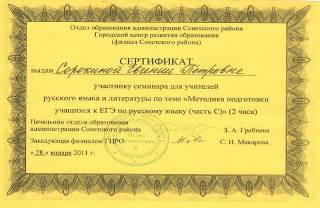 Отдел образования администрации Советского района
Городской центр развития образования
(филиал Советского района)
СЕРТИФИКАТ
выдан Сорокиной Евгении Петровне
участнику семинара для учителей
русского языка и литературы по теме «Методика подготовки
учащихся к ЕГЭ по русскому языку (часть С)» (2 часа)
Начальник отдела образования
администрации Советского района З. А. Гребнева
Заведующая филиалом ГЦРО С. Н. Макарова
« 28 » января 2011 г.